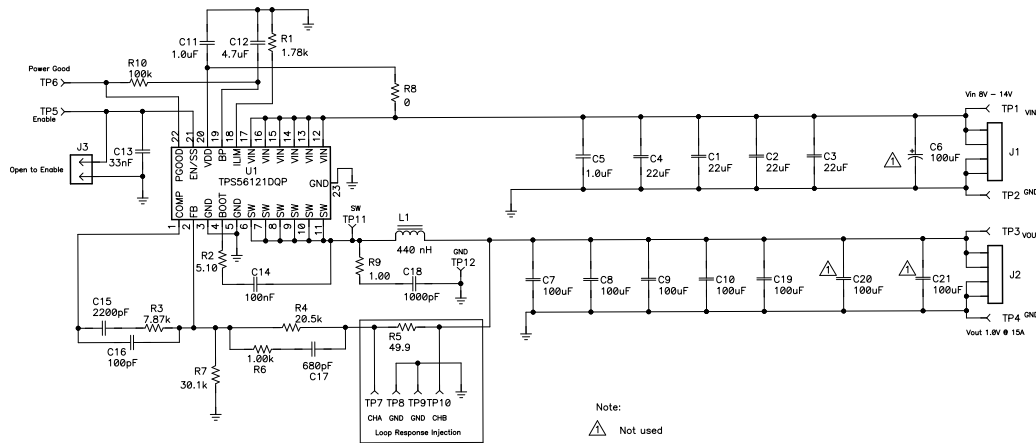 C11
1.0uF
C12
4.7uF
R1
1.78k
Power Good
TP6
R10
100k
R8
0
TP5
Enable
J3
Open to Enable
C13
33nF
22
21
20
19
18
17
16
15
14
13
12
PGOOD
EN/SS
VDD
BP
ILIM
VIN
VIN
VIN
VIN
VIN
VIN
U1
TPS56121DQP
GND
23
COMP
FB
GND
BOOT
GND
SW
SW
SW
SW
SW
SW
1
2
3
4
5
6
7
8
9
10
11
Vin 8V - 14V
TP1 VIN
J1
TP2 GND
C5
1.0uF
C4
22uF
C1
22uF
C2
22uF
C3
22uF
1
C6
100uF
+
SW
TP11
L1
440 nH
R2
5.10
C14
100nF
R9
1.00
C18
1000pF
GND
TP12
TP3 VOUT
J2
TP4 GND
Vout 1.0V @ 15A
C7
100uF
C8
100uF
C9
100uF
C10
100uF
C19
100uF
1
C20
100uF
1
C21
100uF
C15
2200pF
R3
7.87k
C16
100pF
R4
20.5k
1.00k
R6
680pF
C17
R7
30.1k
R5
49.9
TP7 TP8 TP9 TP10
CHA GND GND CHB
Loop Response Injection
Note:
1 Not used